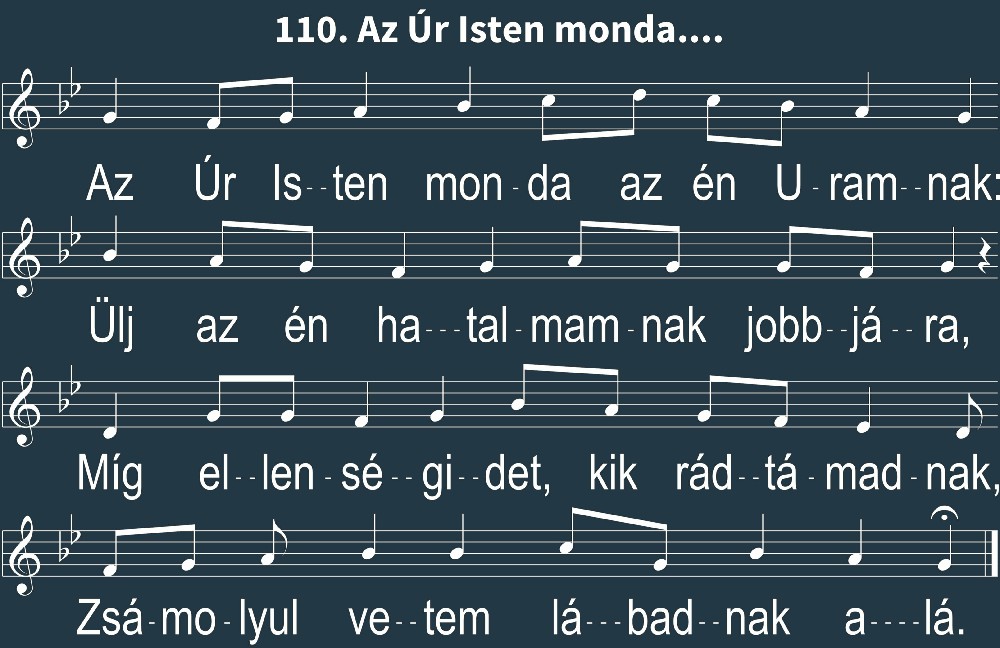 110. Az Úr Isten monda....
Az Úr Is--ten mon-da az én U-ram--nak:
Ülj az én ha---tal-mam-nak jobb--já--ra,
Míg el--len-sé--gi--det, kik rád--tá-mad-nak,
Zsá-mo-lyul ve--tem lá---bad--nak a----lá.